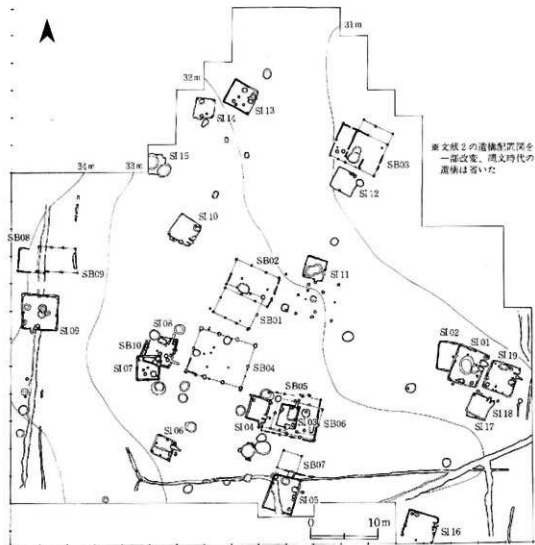 31m
32m
SI13
SI14
34m
33m
SI15
SB03
※文献2の遺構配置図を
一部改変、縄文時代の
遺構は省いた
SI12
SI10
SB08
SB09
SB02
SI11
SB01
SI09
SI08
SB10
SI07
SB04
SI02
SI01
SI19
SI18
SI17
SB05
SI04
SI03
SB06
SI06
SB07
SI05
0
10m
SI16